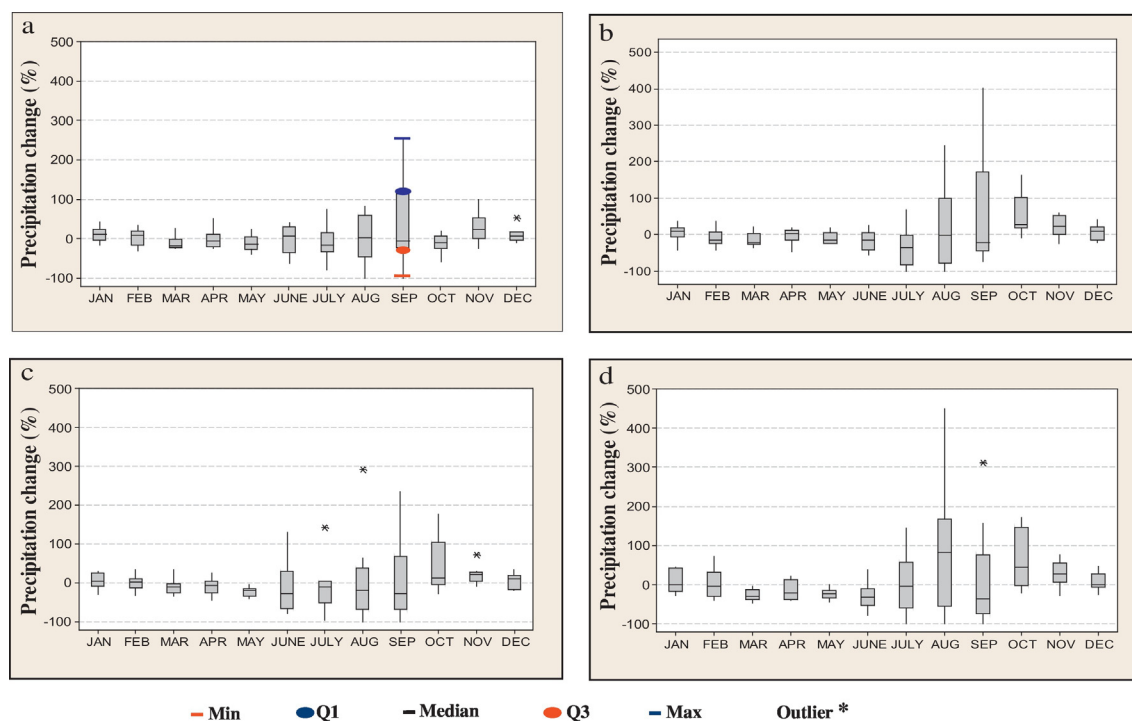 a
Precipitation change (%)
500
400
300
200
100
0
-100
JAN FEB MAR APR MAY JUNE JULY AUG SEP OCT NOV DEC
b
Precipitation change (%)
500
400
300
200
100
0
-100
JAN FEB MAR APR MAY JUNE JULY AUG SEP OCT NOV DEC
c
Precipitation change (%)
500
400
300
200
100
0
-100
JAN FEB MAR APR MAY JUNE JULY AUG SEP OCT NOV DEC
d
Precipitation change (%)
500
400
300
200
100
0
-100
JAN FEB MAR APR MAY JUNE JULY AUG SEP OCT NOV DEC
Min Q1 Median Q3 Max Outlier *